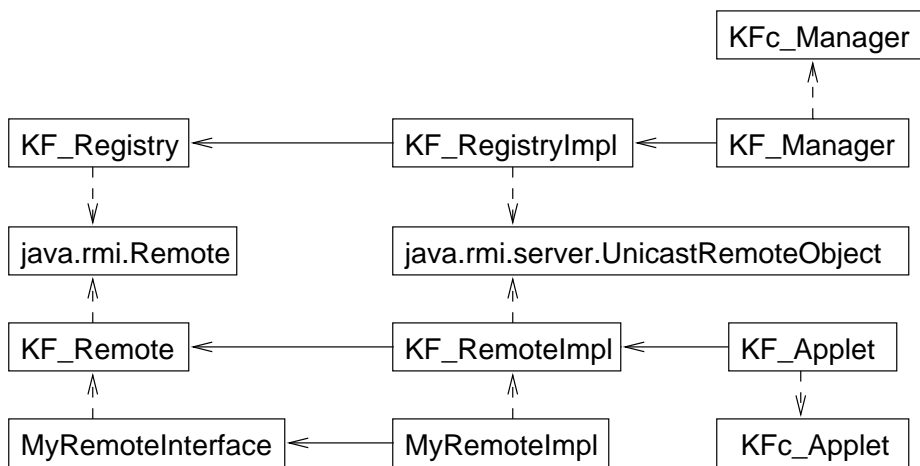 KFc_Manager
KF_Registry KF_RegistryImpl KF_Manager
java.rmi.Remote java.rmi.server.UnicastRemoteObject
KF_Remote KF_RemoteImpl KF_Applet
MyRemoteInterface MyRemoteImpl KFc_Applet